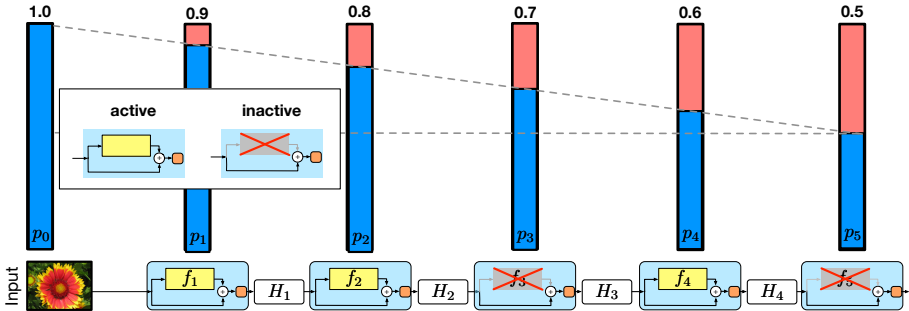 1.0 0.9 0.8 0.7 0.6 0.5
active inactive
+ +
p₀ p₁ p₂ p₃ p₄ p₅
Input f₁ + H₁ f₂ + H₂ f₃ + H₃ f₄ + H₄ f₅ +